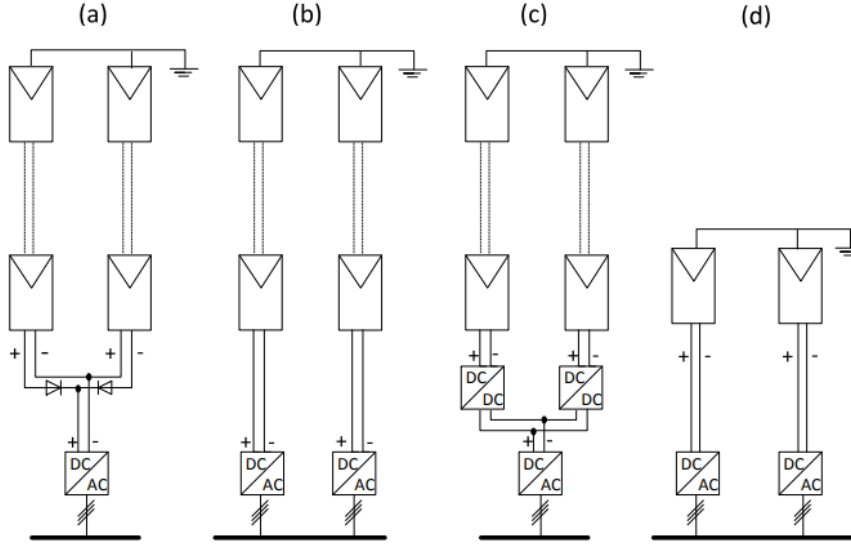 (a) (b) (c) (d)
+ - + -
+ - + -
DC DC
DC DC
+ - + -
+ - + - + - + -
DC DC DC DC DC DC
AC AC AC AC AC AC